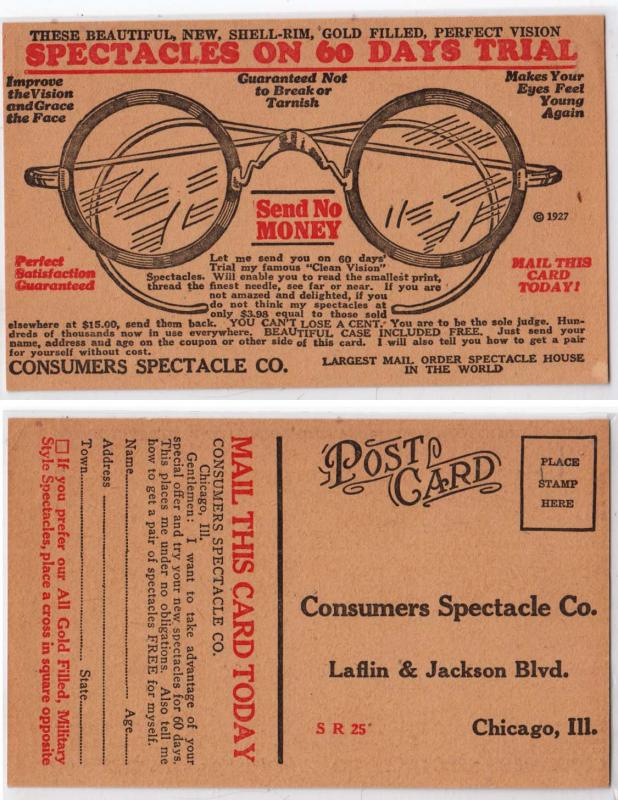 THESE BEAUTIFUL, NEW, SHELL-RIM, GOLD FILLED, PERFECT VISION
SPECTACLES ON 60 DAYS TRIAL
Improve
the Vision
and Grace
the Face
Guaranteed Not
to Break or
Tarnish
Makes Your
Eyes Feel
Young
Again
Send No
MONEY
© 1927
Perfect
Satisfaction
Guaranteed
MAIL THIS
CARD
TODAY!
Let me send you on 60 days'
Trial my famous "Clean Vision"
Spectacles. Will enable you to read the smallest print,
thread the finest needle, see far or near. If you are
not amazed and delighted, if you
do not think my spectacles at
only $3.98 equal to those sold
elsewhere at $15.00, send them back. YOU CAN'T LOSE A CENT. You are to be the sole judge. Hun-
dreds of thousands now in use everywhere. BEAUTIFUL CASE INCLUDED FREE. Just send your
name, address and age on the coupon or other side of this card. I will also tell you how to get a pair
for yourself without cost.
CONSUMERS SPECTACLE CO.
LARGEST MAIL ORDER SPECTACLE HOUSE
IN THE WORLD
POST CARD
PLACE
STAMP
HERE
Consumers Spectacle Co.
Laflin & Jackson Blvd.
Chicago, Ill.
S R 25
MAIL THIS CARD TODAY
CONSUMERS SPECTACLE CO.
Chicago, Ill.
Gentlemen: I want to take advantage of your
special offer and try your new spectacles for 60 days.
This places me under no obligations. Also tell me
how to get a pair of spectacles FREE for myself.
Name Age
Address
Town State
If you prefer our All Gold Filled, Military
Style Spectacles, place a cross in square opposite